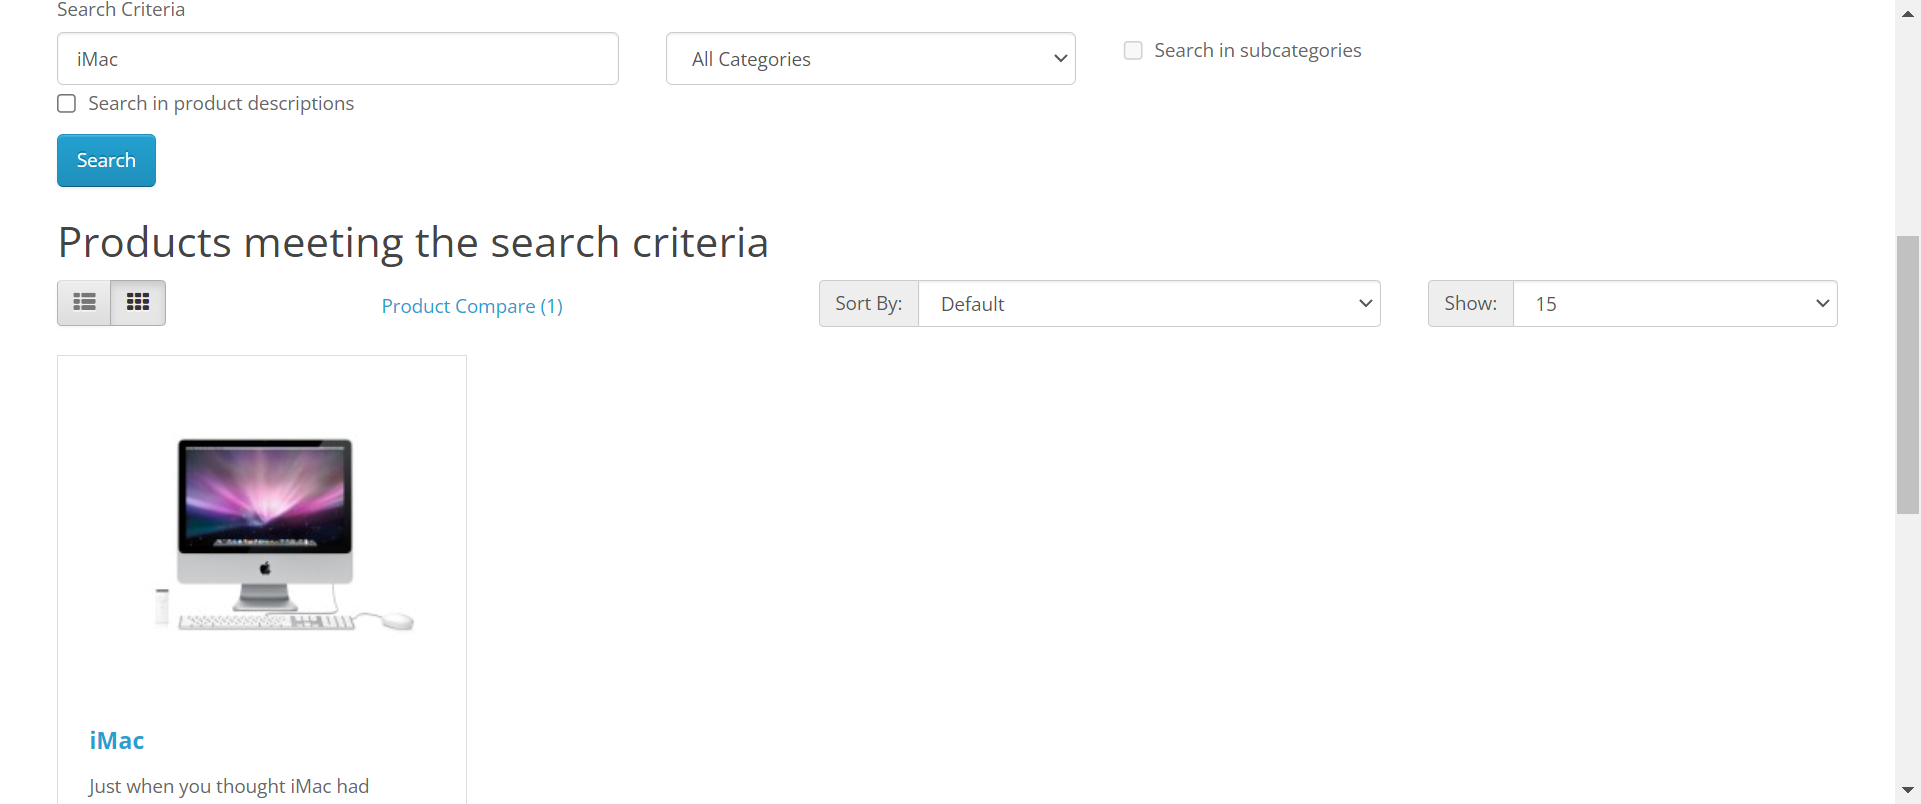 Search Criteria
iMac
All Categories
Search in subcategories
Search in product descriptions
Search
Products meeting the search criteria
Product Compare (1)
Sort By:
Default
Show:
15
iMac
Just when you thought iMac had